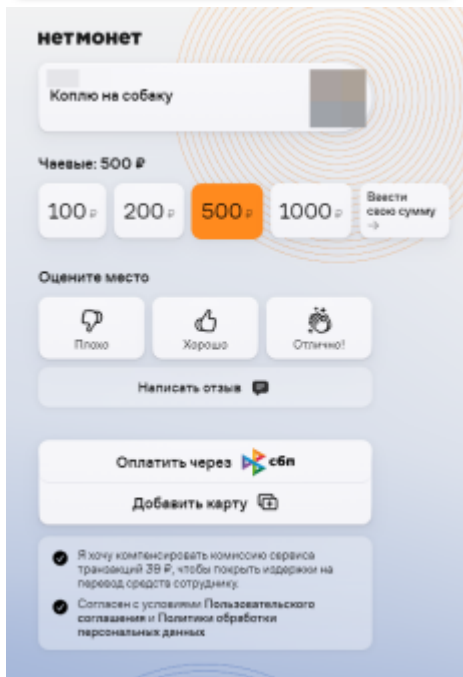 нетмонет
Коплю на собаку
Чаевые: 500 ₽
100 ₽ 200 ₽ 500 ₽ 1000 ₽ Ввести
свою сумму
→
Оцените место
Плохо Хорошо Отлично!
Написать отзыв
Оплатить через сбп
Добавить карту
Я хочу компенсировать комиссию сервиса
транзакций 39 ₽, чтобы покрыть издержки на
перевод средств сотруднику.
Согласен с условиями Пользовательского
соглашения и Политики обработки
персональных данных